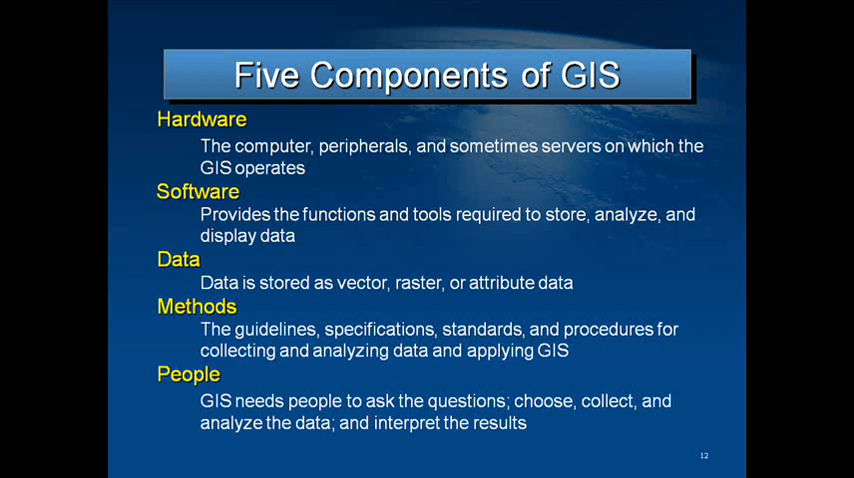 Five Components of GIS
Hardware
The computer, peripherals, and sometimes servers on which the
GIS operates
Software
Provides the functions and tools required to store, analyze, and
display data
Data
Data is stored as vector, raster, or attribute data
Methods
The guidelines, specifications, standards, and procedures for
collecting and analyzing data and applying GIS
People
GIS needs people to ask the questions; choose, collect, and
analyze the data; and interpret the results
12